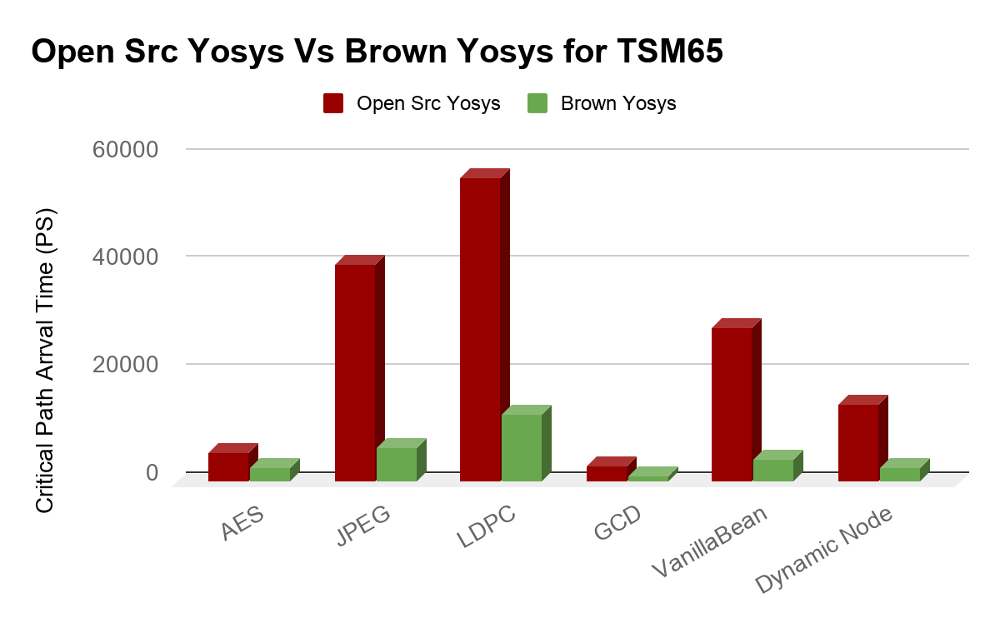 Open Src Yosys Vs Brown Yosys for TSM65
Open Src Yosys
Brown Yosys
Critical Path Arrval Time (PS)
60000
40000
20000
0
AES
JPEG
LDPC
GCD
VanillaBean
Dynamic Node